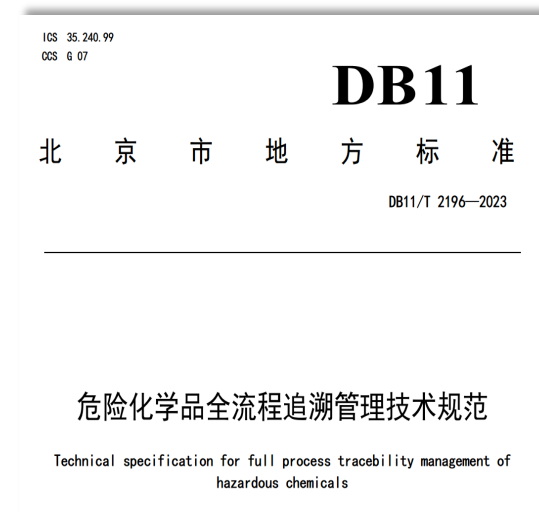 ICS 35.240.99
CCS G 07
DB11
北京市地方标准
DB11/T 2196—2023
危险化学品全流程追溯管理技术规范
Technical specification for full process tracebility management of
hazardous chemicals